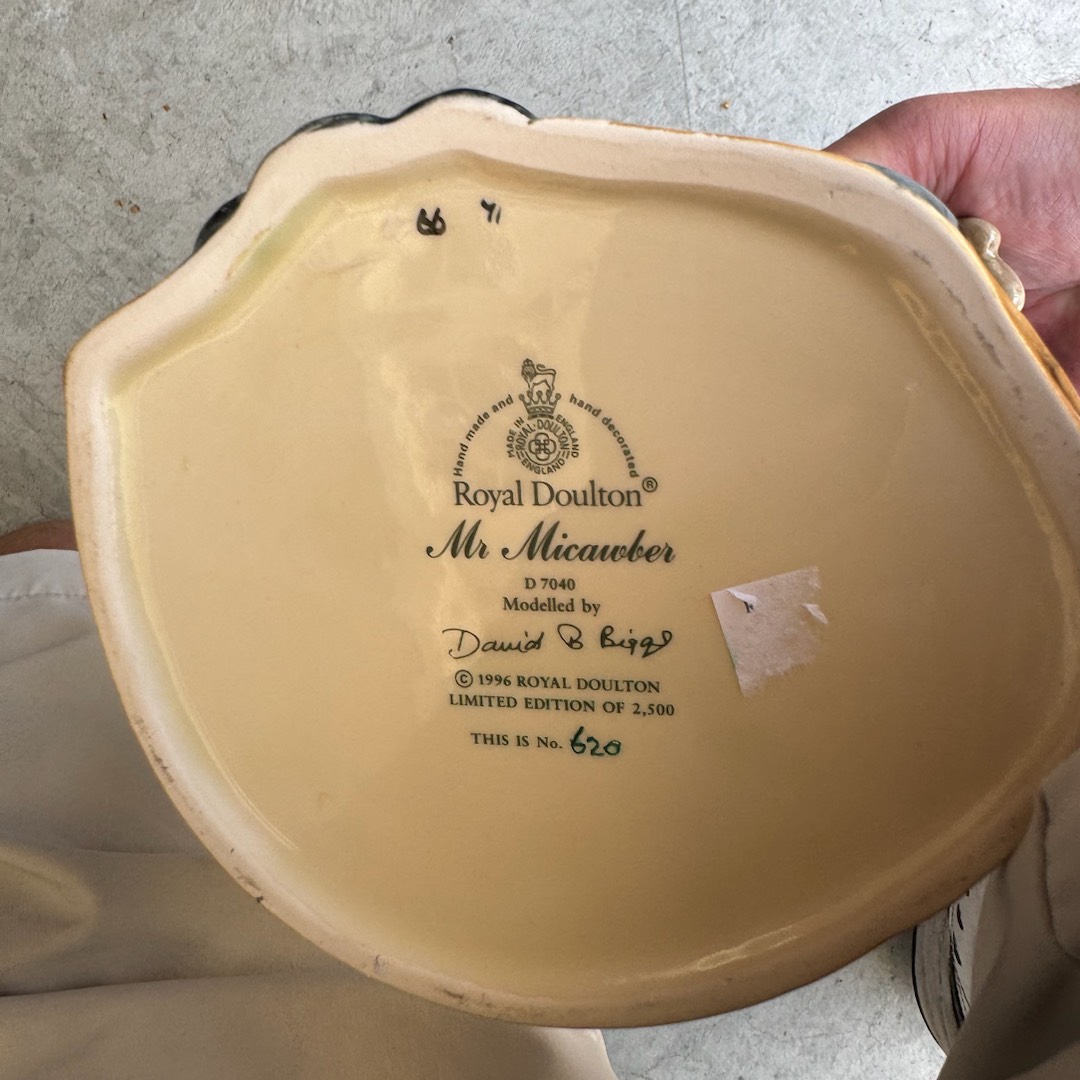 66 41
Hand made and hand decorated
MADE IN ENGLAND
ROYAL·DOULTON
ENGLAND
Royal Doulton®
Mr Micawber
D 7040
Modelled by
David B Biggs
© 1996 ROYAL DOULTON
LIMITED EDITION OF 2,500
THIS IS No. 620